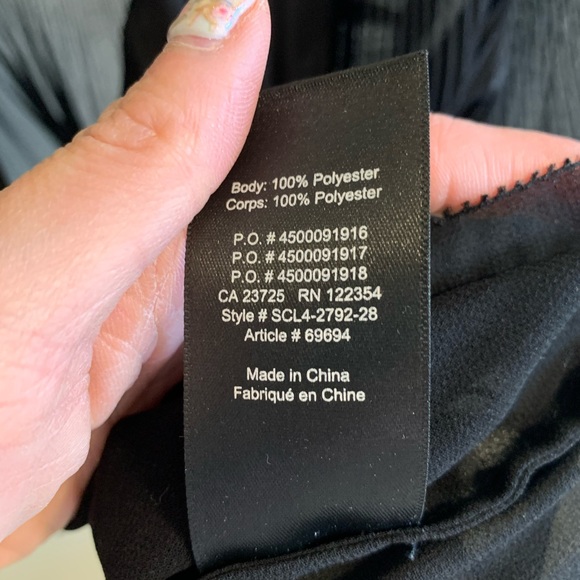 Body: 100% Polyester
Corps: 100% Polyester
P.O. # 4500091916
P.O. # 4500091917
P.O. # 4500091918
CA 23725 RN 122354
Style # SCL4-2792-28
Article # 69694
Made in China
Fabriqué en Chine